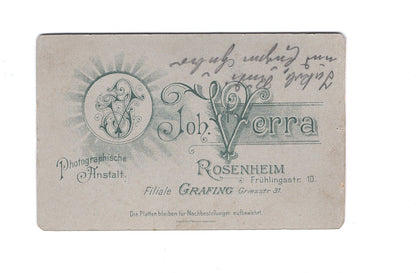 Joh. Verra
Photographische
Anstalt.
ROSENHEIM
Frühlingsstr. 10.
Filiale GRAFING Griesstr. 31.
Die Platten bleiben für Nachbestellungen aufbewahrt.